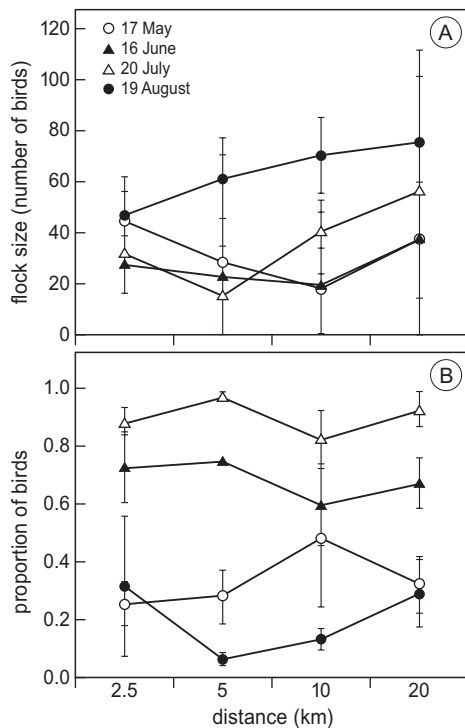 A
17 May
16 June
20 July
19 August
120
100
80
60
40
20
0
flock size (number of birds)
B
1.0
0.8
0.6
0.4
0.2
0.0
proportion of birds
2.5 5 10 20
distance (km)